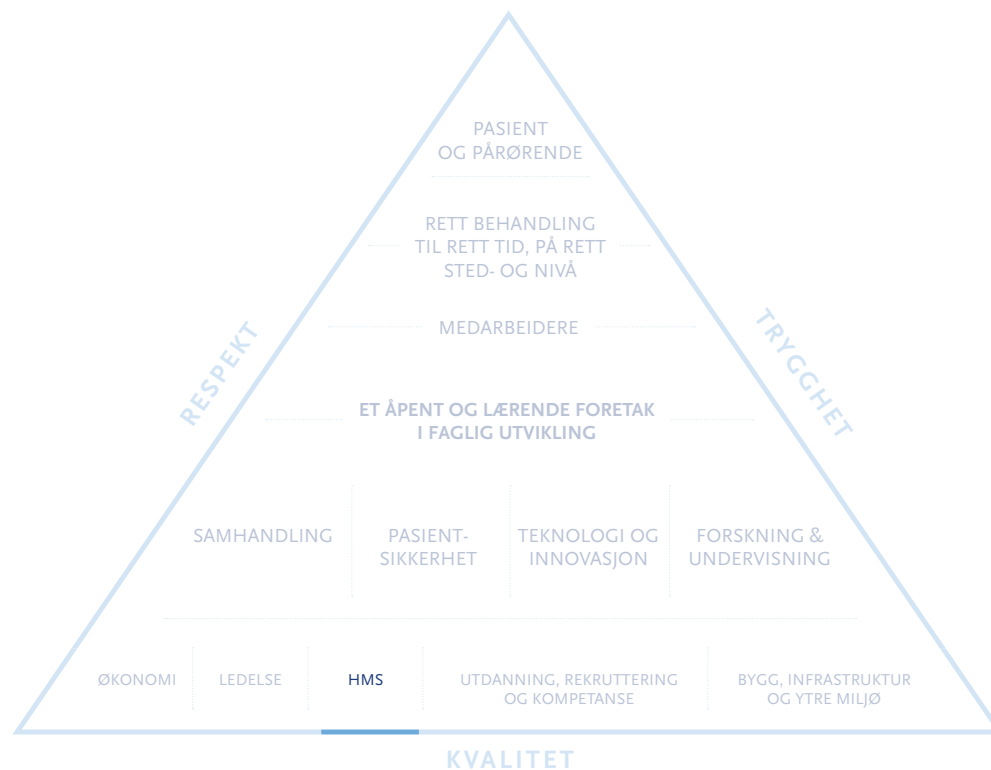 PASIENT
OG PÅRØRENDE
RETT BEHANDLING
TIL RETT TID, PÅ RETT
STED- OG NIVÅ
MEDARBEIDERE
RESPEKT
TRYGGHET
ET ÅPENT OG LÆRENDE FORETAK
I FAGLIG UTVIKLING
SAMHANDLING
PASIENT-
SIKKERHET
TEKNOLOGI OG
INNOVASJON
FORSKNING &
UNDERVISNING
ØKONOMI
LEDELSE
HMS
UTDANNING, REKRUTTERING
OG KOMPETANSE
BYGG, INFRASTRUKTUR
OG YTRE MILJØ
KVALITET